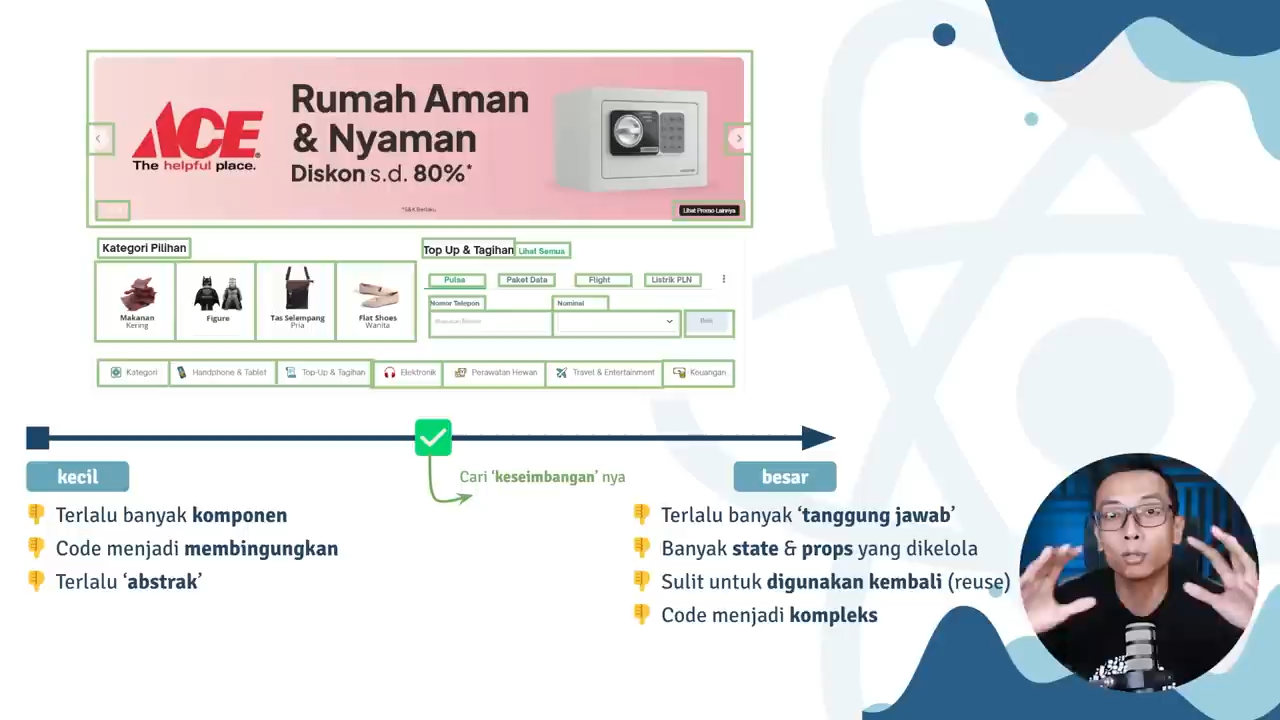 ACE
The helpful place.
Rumah Aman
& Nyaman
Diskon s.d. 80%*
*S&K Berlaku
Lihat Promo Lainnya
Kategori Pilihan
Makanan
Kering
Figure
Tas Selempang
Pria
Flat Shoes
Wanita
Top Up & Tagihan Lihat Semua
Pulsa Paket Data Flight Listrik PLN
Nomor Telepon Nominal
Masukan Nomor
Beli
Kategori Handphone & Tablet Top-Up & Tagihan Elektronik Perawatan Hewan Travel & Entertainment Keuangan
kecil
Cari ‘keseimbangan’ nya
Terlalu banyak komponen
Code menjadi membingungkan
Terlalu ‘abstrak’
besar
Terlalu banyak ‘tanggung jawab’
Banyak state & props yang dikelola
Sulit untuk digunakan kembali (reuse)
Code menjadi kompleks